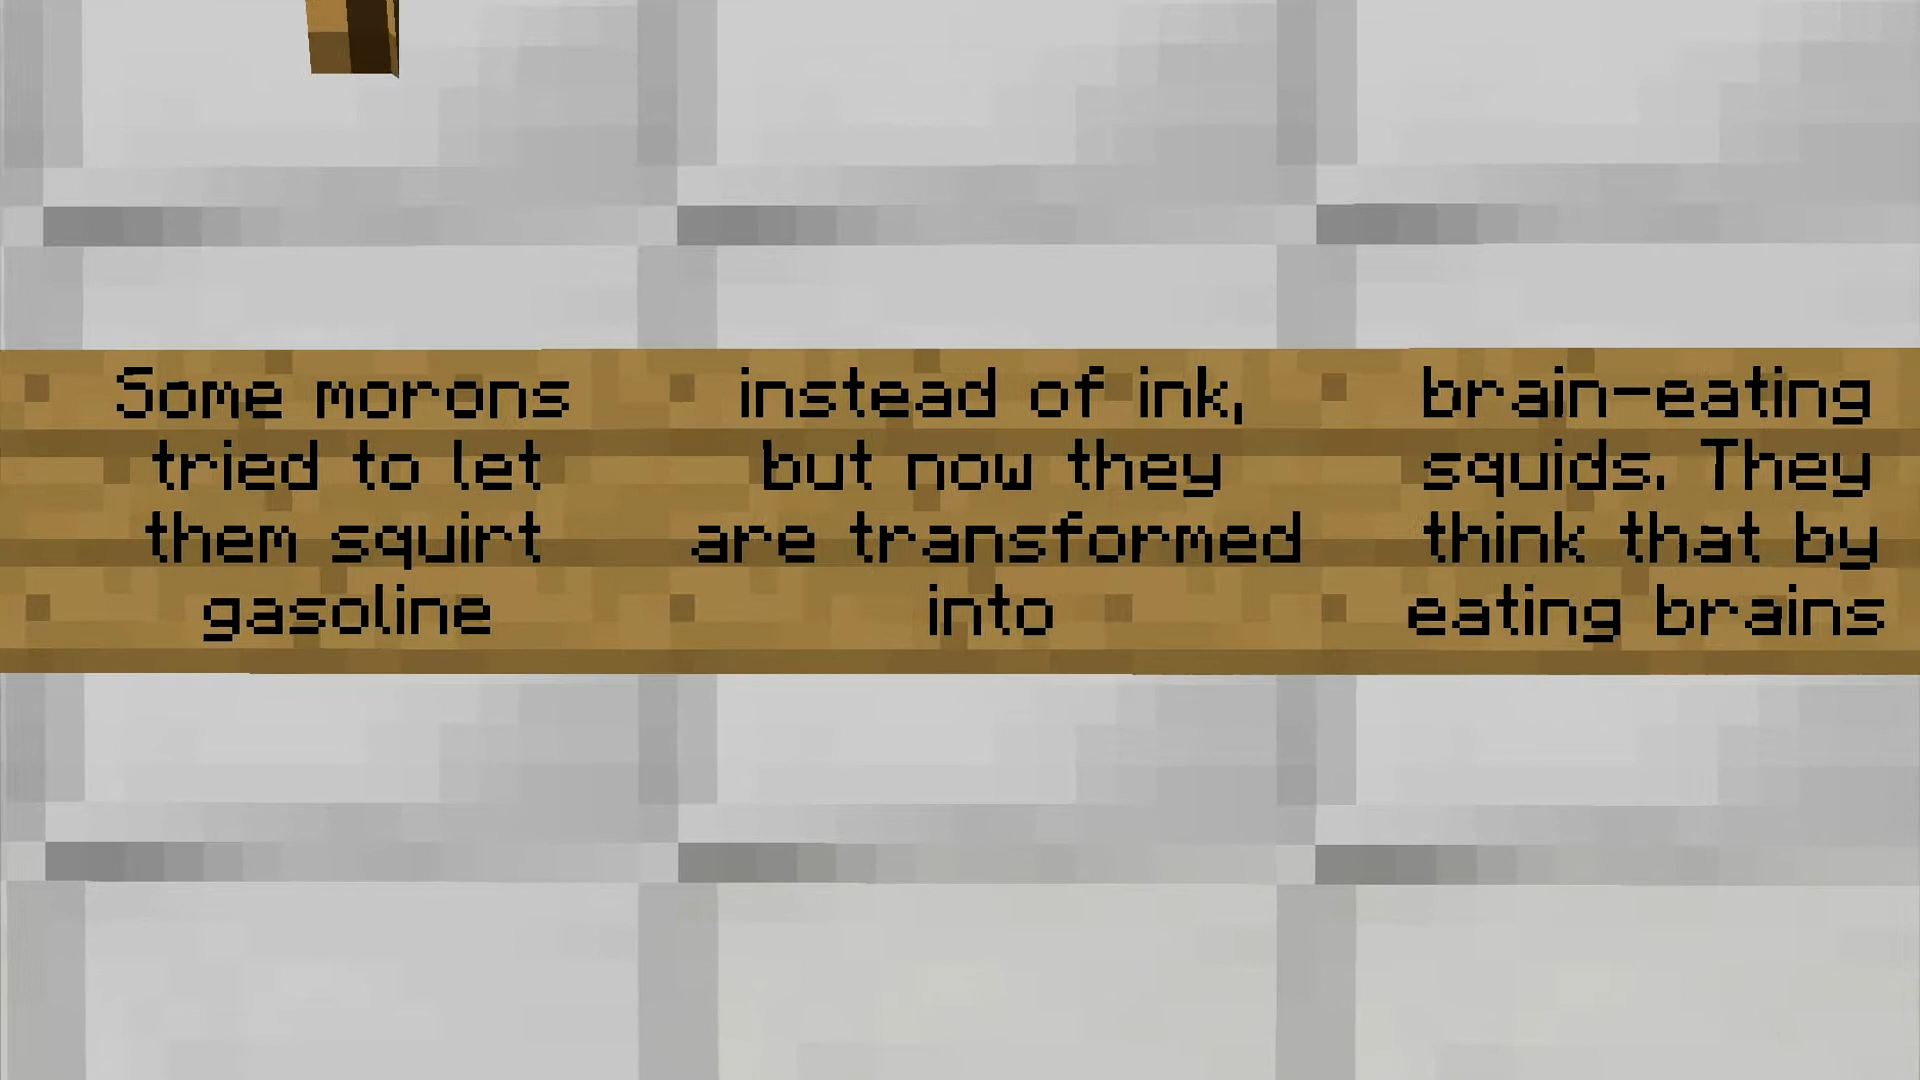 Some morons
tried to let
them squirt
gasoline
instead of ink,
but now they
are transformed
into
brain-eating
squids. They
think that by
eating brains